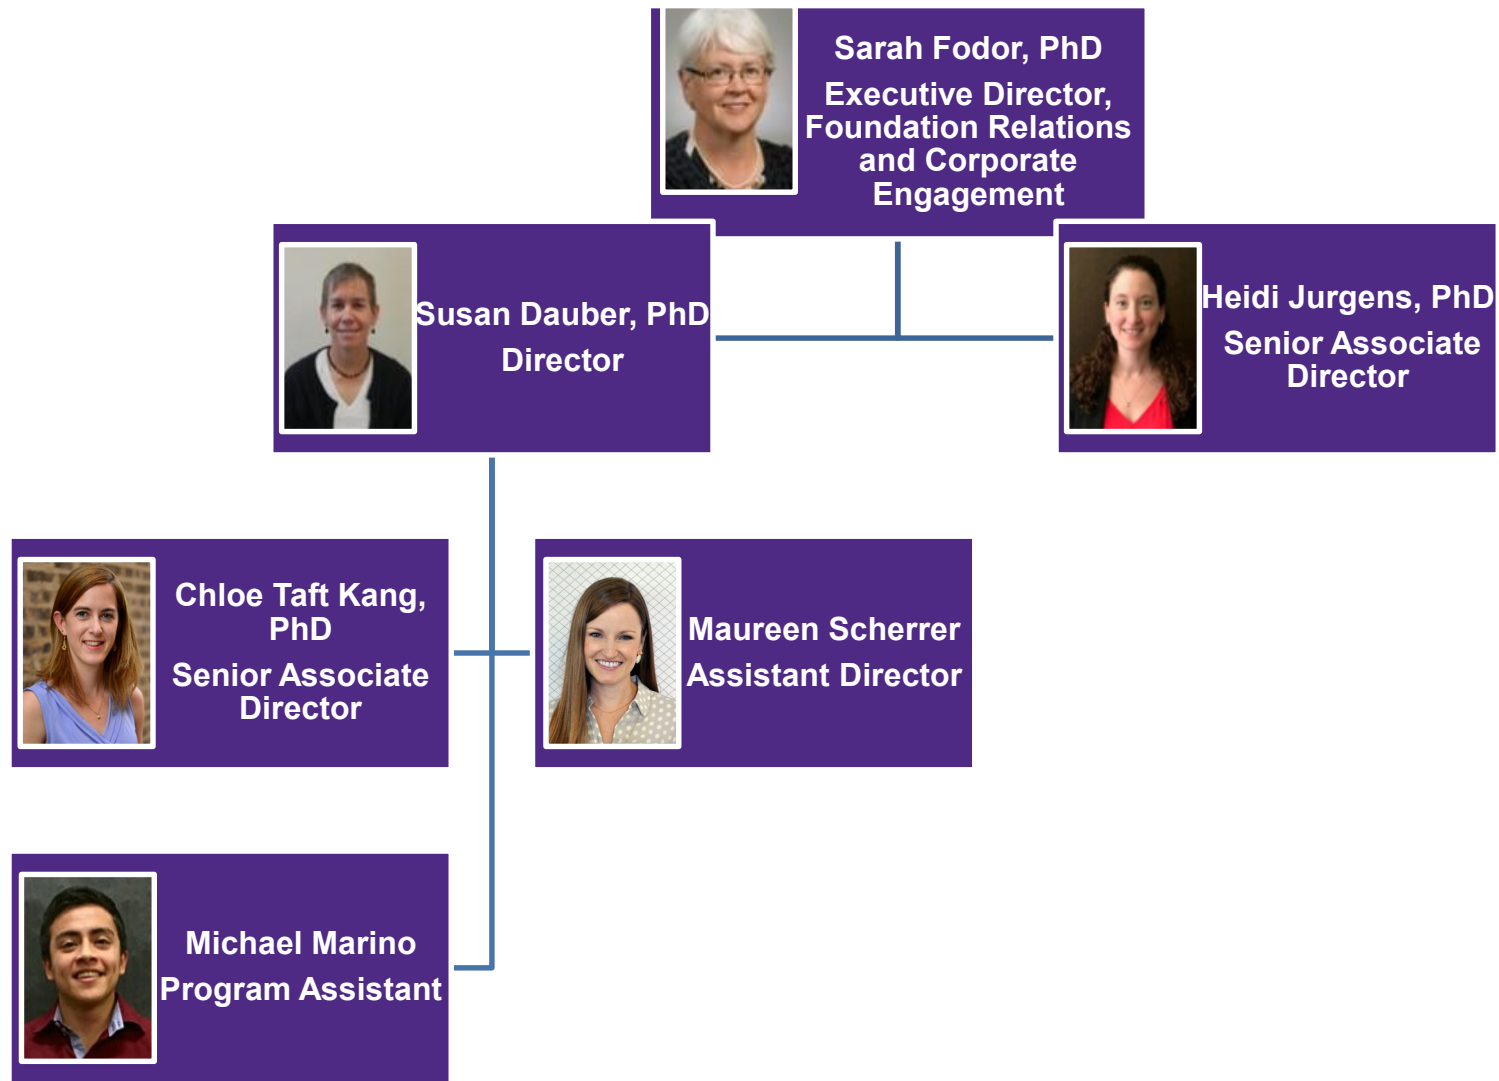 Sarah Fodor, PhD
Executive Director,
Foundation Relations
and Corporate
Engagement
Susan Dauber, PhD
Director
Heidi Jurgens, PhD
Senior Associate
Director
Chloe Taft Kang,
PhD
Senior Associate
Director
Maureen Scherrer
Assistant Director
Michael Marino
Program Assistant